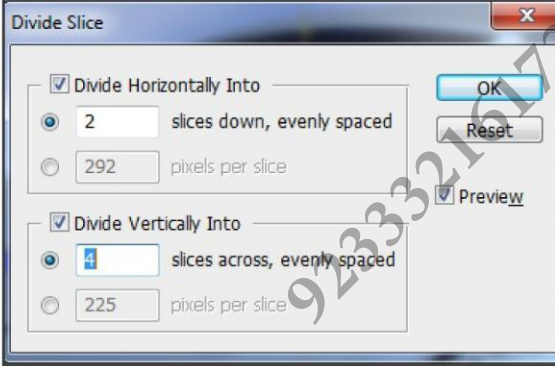 Divide Slice
Divide Horizontally Into
2 slices down, evenly spaced
292 pixels per slice
Divide Vertically Into
4 slices across, evenly spaced
225 pixels per slice
OK
Reset
Preview